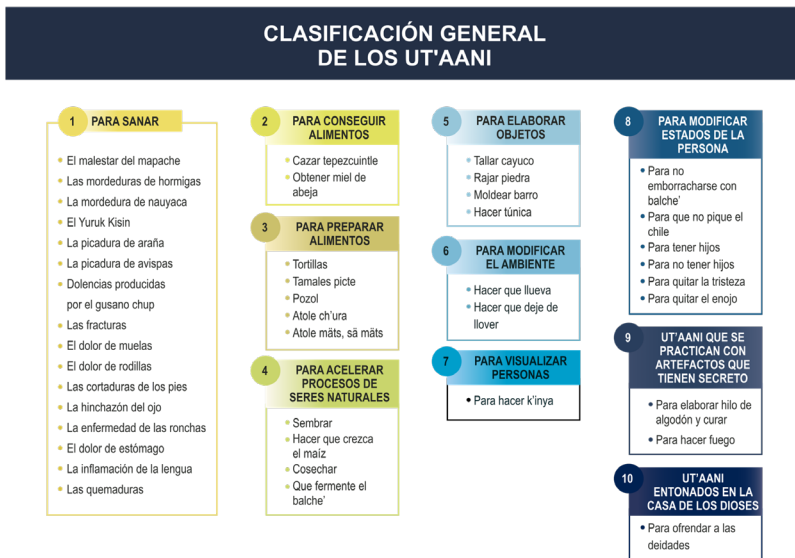 CLASIFICACIÓN GENERAL
DE LOS UT'AANI
1 PARA SANAR
El malestar del mapache
Las mordeduras de hormigas
La mordedura de nauyaca
El Yuruk Kisin
La picadura de araña
La picadura de avispas
Dolencias producidas
por el gusano chup
Las fracturas
El dolor de muelas
El dolor de rodillas
Las cortaduras de los pies
La hinchazón del ojo
La enfermedad de las ronchas
El dolor de estómago
La inflamación de la lengua
Las quemaduras
2 PARA CONSEGUIR
ALIMENTOS
Cazar tepezcuintle
Obtener miel de
abeja
3 PARA PREPARAR
ALIMENTOS
Tortillas
Tamales picte
Pozol
Atole ch'ura
Atole mäts, sä mäts
4 PARA ACELERAR
PROCESOS DE
SERES NATURALES
Sembrar
Hacer que crezca
el maíz
Cosechar
Que fermente el
balche'
5 PARA ELABORAR
OBJETOS
Tallar cayuco
Rajar piedra
Moldear barro
Hacer túnica
6 PARA MODIFICAR
EL AMBIENTE
Hacer que llueva
Hacer que deje de
llover
7 PARA VISUALIZAR
PERSONAS
Para hacer k'inya
8 PARA MODIFICAR
ESTADOS DE LA
PERSONA
Para no
emborracharse con
balche'
Para que no pique el
chile
Para tener hijos
Para no tener hijos
Para quitar la tristeza
Para quitar el enojo
9 UT'AANI QUE SE
PRACTICAN CON
ARTEFACTOS QUE
TIENEN SECRETO
Para elaborar hilo de
algodón y curar
Para hacer fuego
10 UT'AANI
ENTONADOS EN LA
CASA DE LOS DIOSES
Para ofrendar a las
deidades